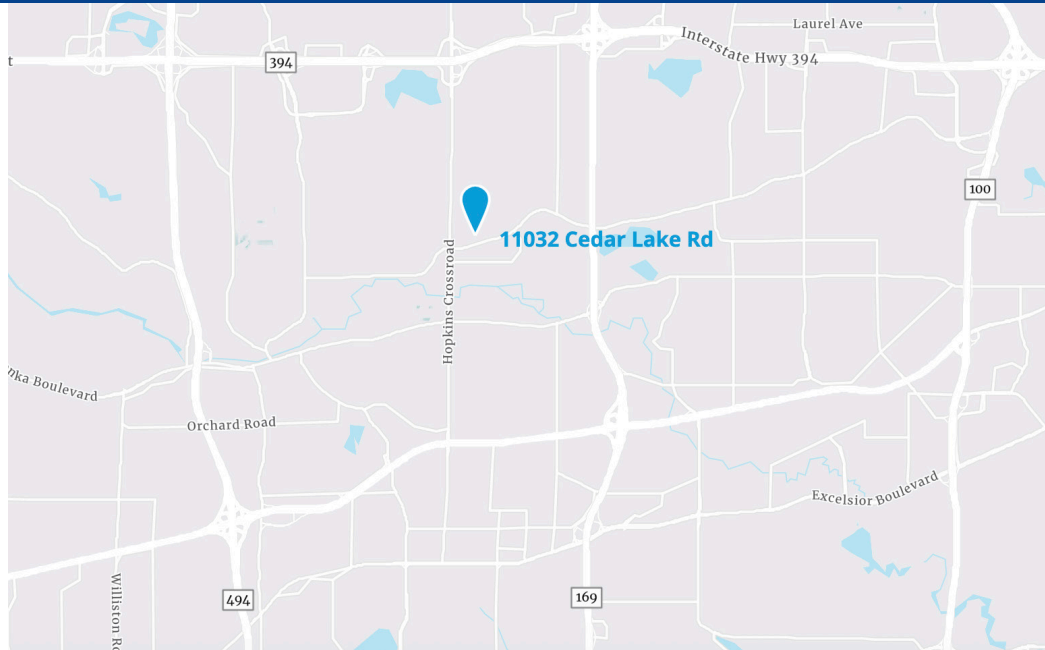 Laurel Ave
Interstate Hwy 394
t
394
100
11032 Cedar Lake Rd
Hopkins Crossroad
nka Boulevard
Orchard Road
Excelsior Boulevard
Williston Ro
494
169